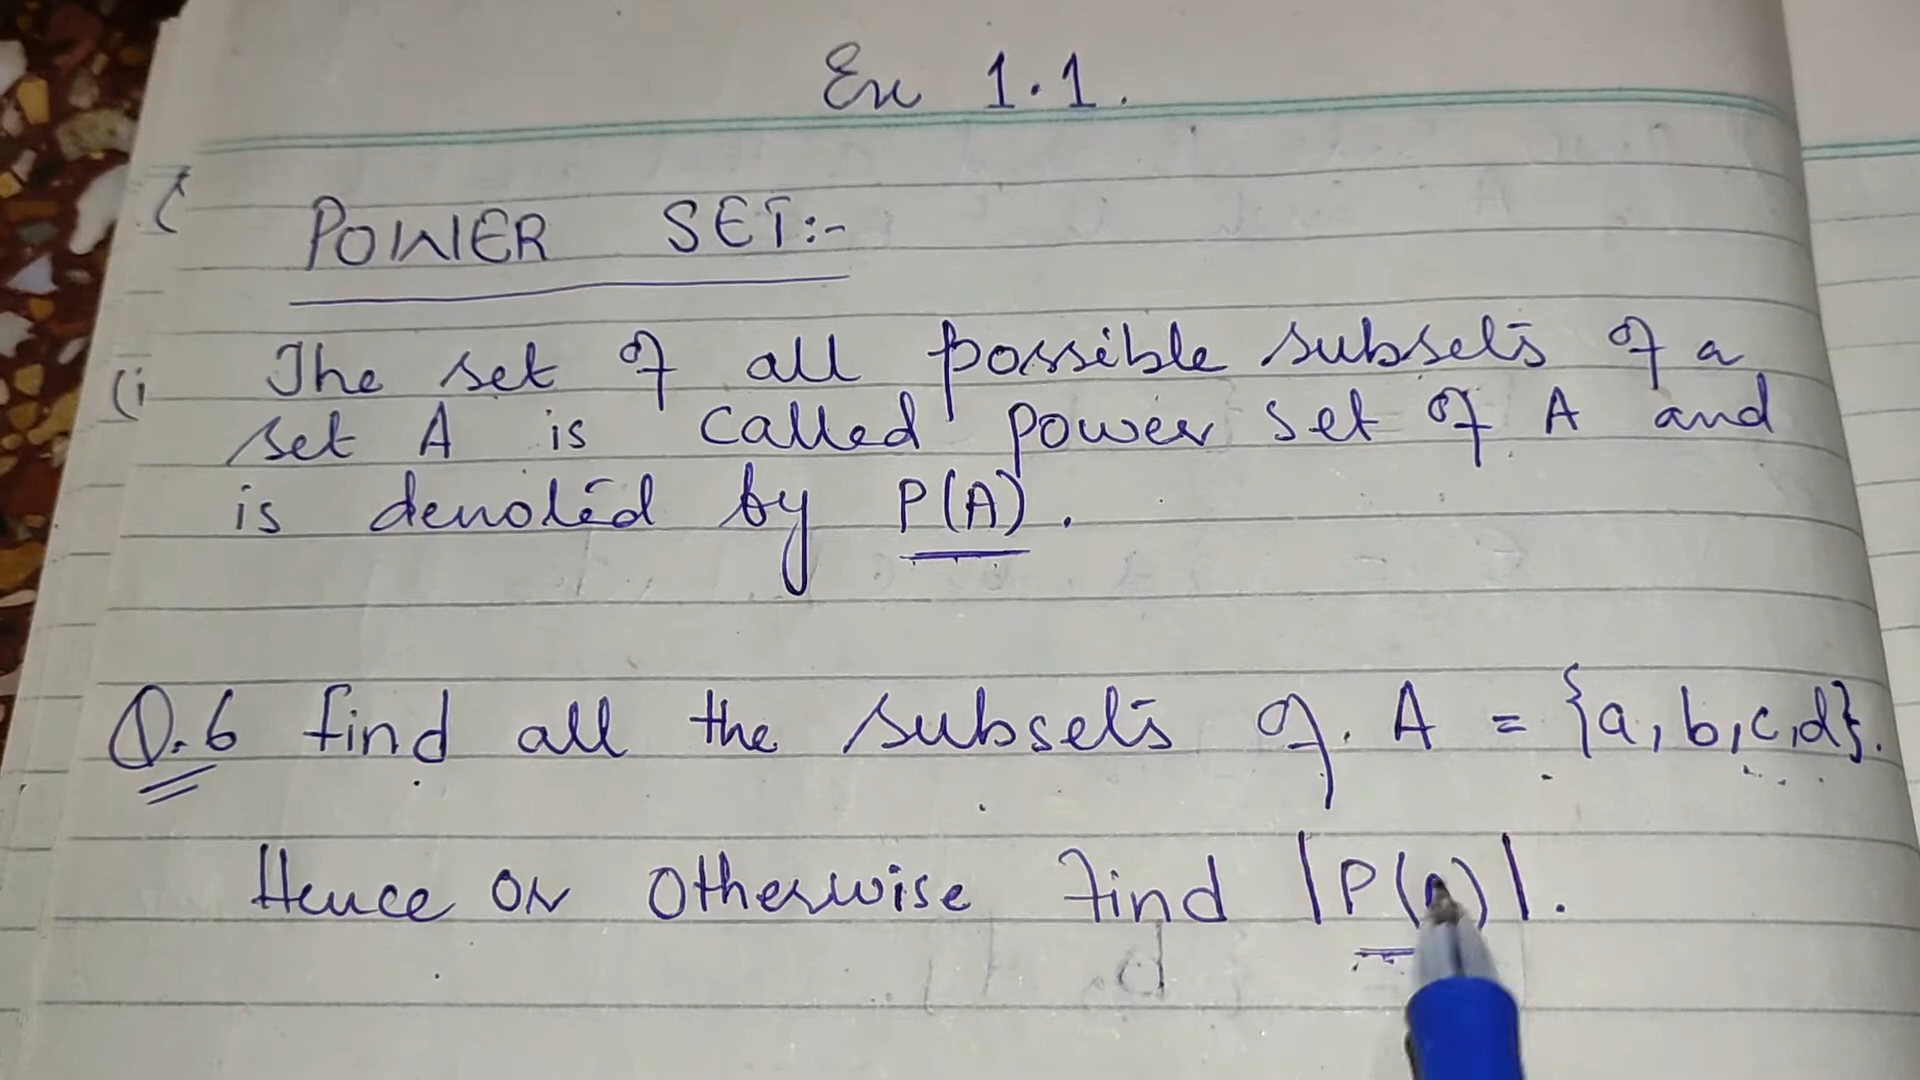 Ex 1.1.
POWER SET:-
The set of all possible subsets of a
set A is called power set of A and
is denoted by P(A).
Q.6 find all the subsets of. A = {a, b, c, d}.
Hence or Otherwise find |P(A)|.